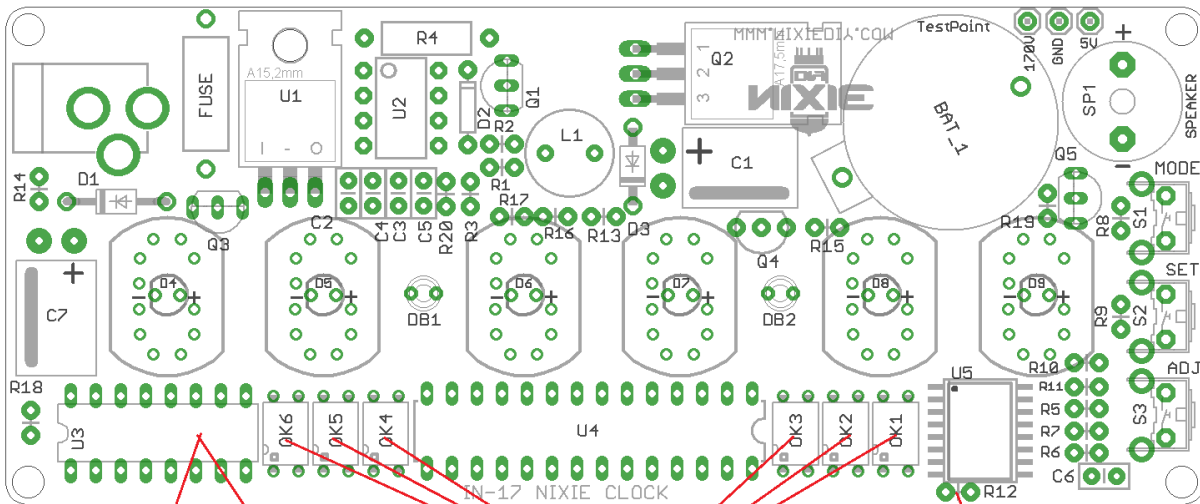 TestPoint
170V
GND
5V
+
SPEAKER
SP1
-
WWW.NIXIEDIY.COM
NIXIE
R4
A15,2mm
U1
I - O
FUSE
U2
D2
Q1
R2
R1
L1
Q2
1
2
3
A17,5mm
+
C1
BAT_1
Q5
MODE
R14
D1
Q3
C2
C4
C3
C5
R20
R3
R17
R16
R13
D3
Q4
R15
R19
R8
S1
SET
+
C7
- D4 +
- D5 +
DB1
- D6 +
- D7 +
DB2
- D8 +
- D9 +
R9
S2
R18
U3
OK6
OK5
OK4
U4
OK3
OK2
OK1
U5
R10
R11
R5
R7
R6
ADJ
S3
C6
R12
IN-17 NIXIE CLOCK